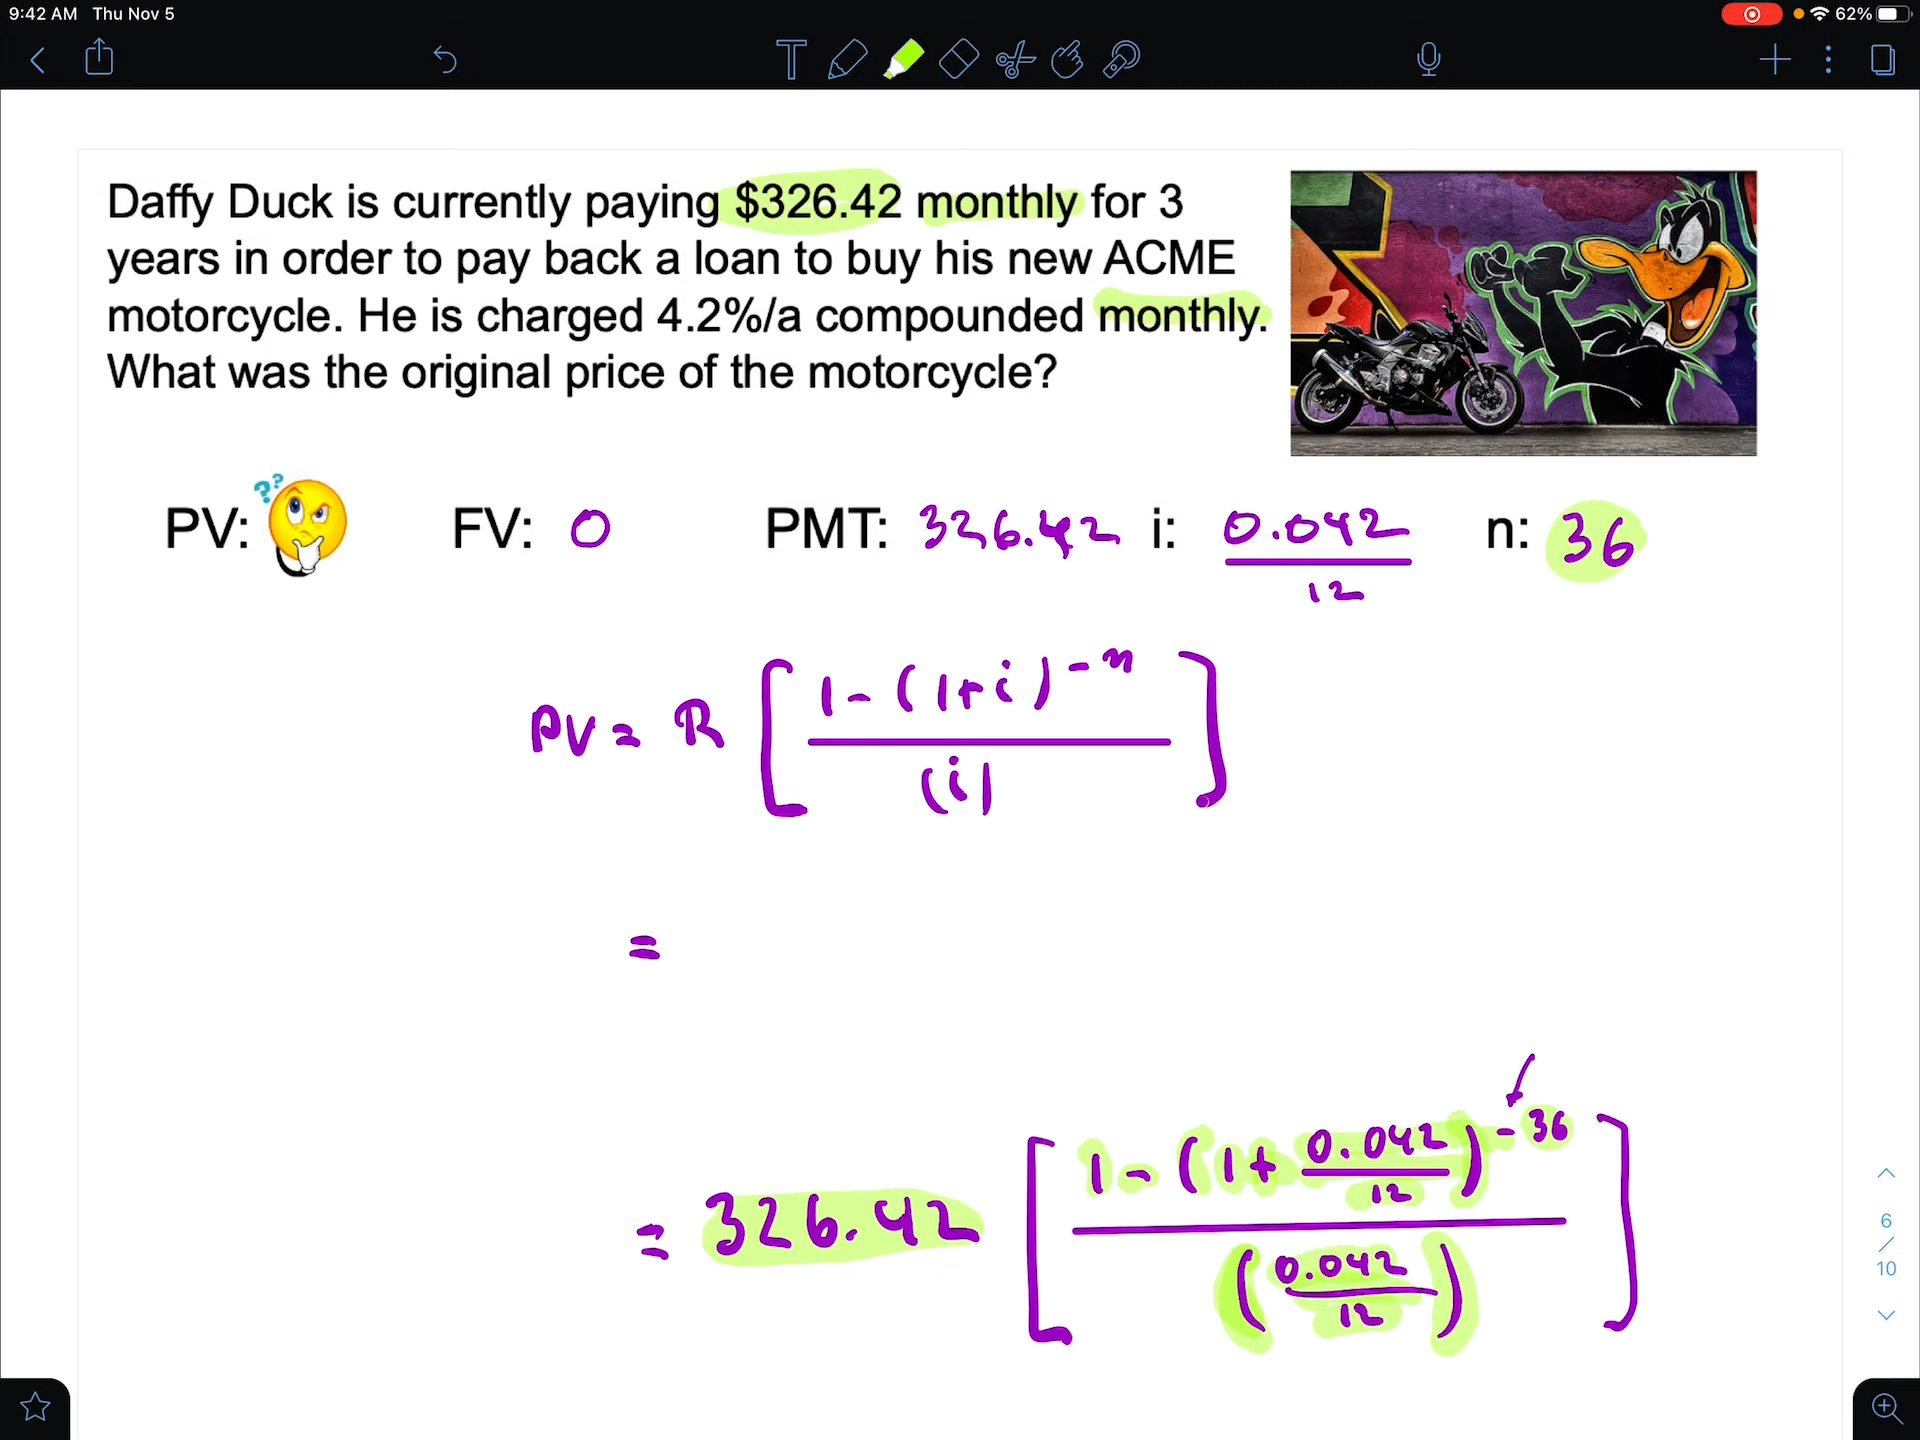 9:42 AM Thu Nov 5
62%
Daffy Duck is currently paying $326.42 monthly for 3
years in order to pay back a loan to buy his new ACME
motorcycle. He is charged 4.2%/a compounded monthly.
What was the original price of the motorcycle?
??
PV: FV: 0 PMT: 326.42 i: 0.042/12 n: 36
PV = R [ 1-(1+i)^-n / (i) ]
=
= 326.42 [ 1-(1+ 0.042/12)^-36 / (0.042/12) ]
6
/
10